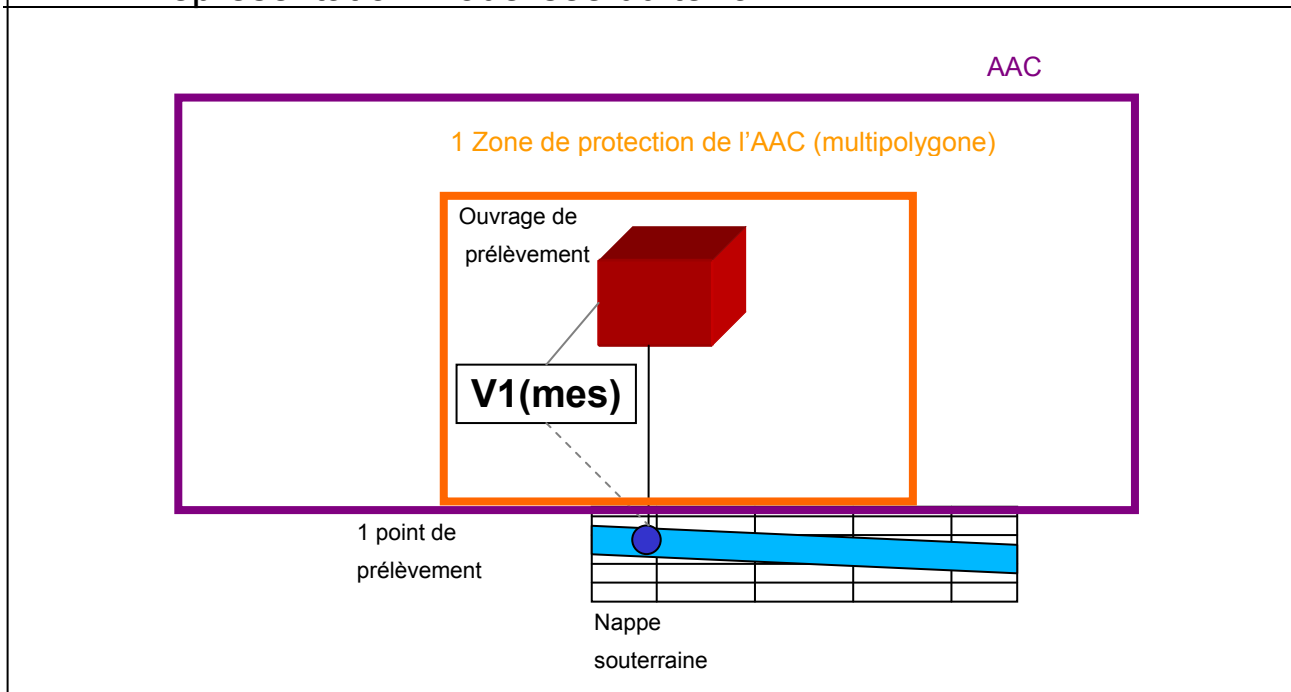 AAC
1 Zone de protection de l'AAC (multipolygone)
Ouvrage de
prélèvement
V1(mes)
1 point de
prélèvement
Nappe
souterraine